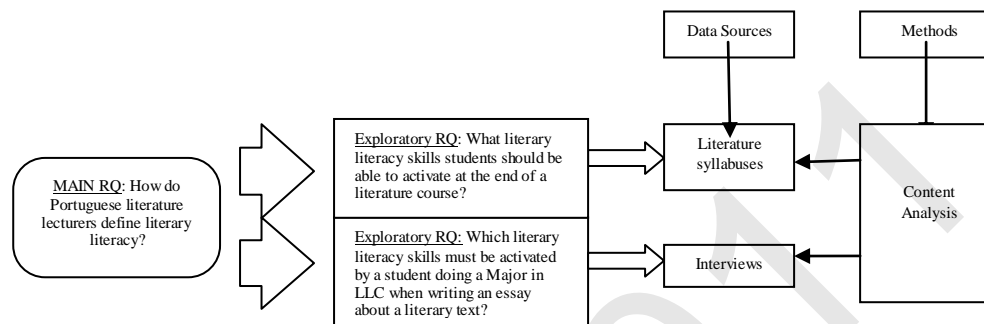 Data Sources
Methods
MAIN RQ: How do
Portuguese literature
lecturers define literary
literacy?
Exploratory RQ: What literary
literacy skills students should be
able to activate at the end of a
literature course?
Exploratory RQ: Which literary
literacy skills must be activated
by a student doing a Major in
LLC when writing an essay
about a literary text?
Literature
syllabuses
Interviews
Content
Analysis